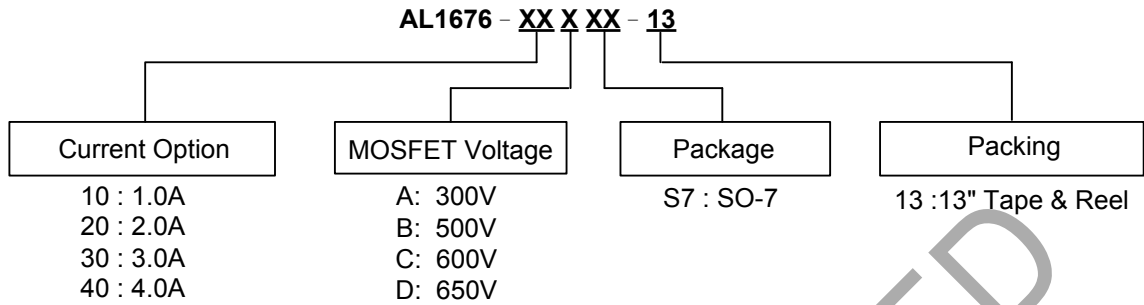 AL1676 – XX X XX – 13
Current Option
10 : 1.0A
20 : 2.0A
30 : 3.0A
40 : 4.0A
MOSFET Voltage
A: 300V
B: 500V
C: 600V
D: 650V
Package
S7 : SO-7
Packing
13 :13" Tape & Reel